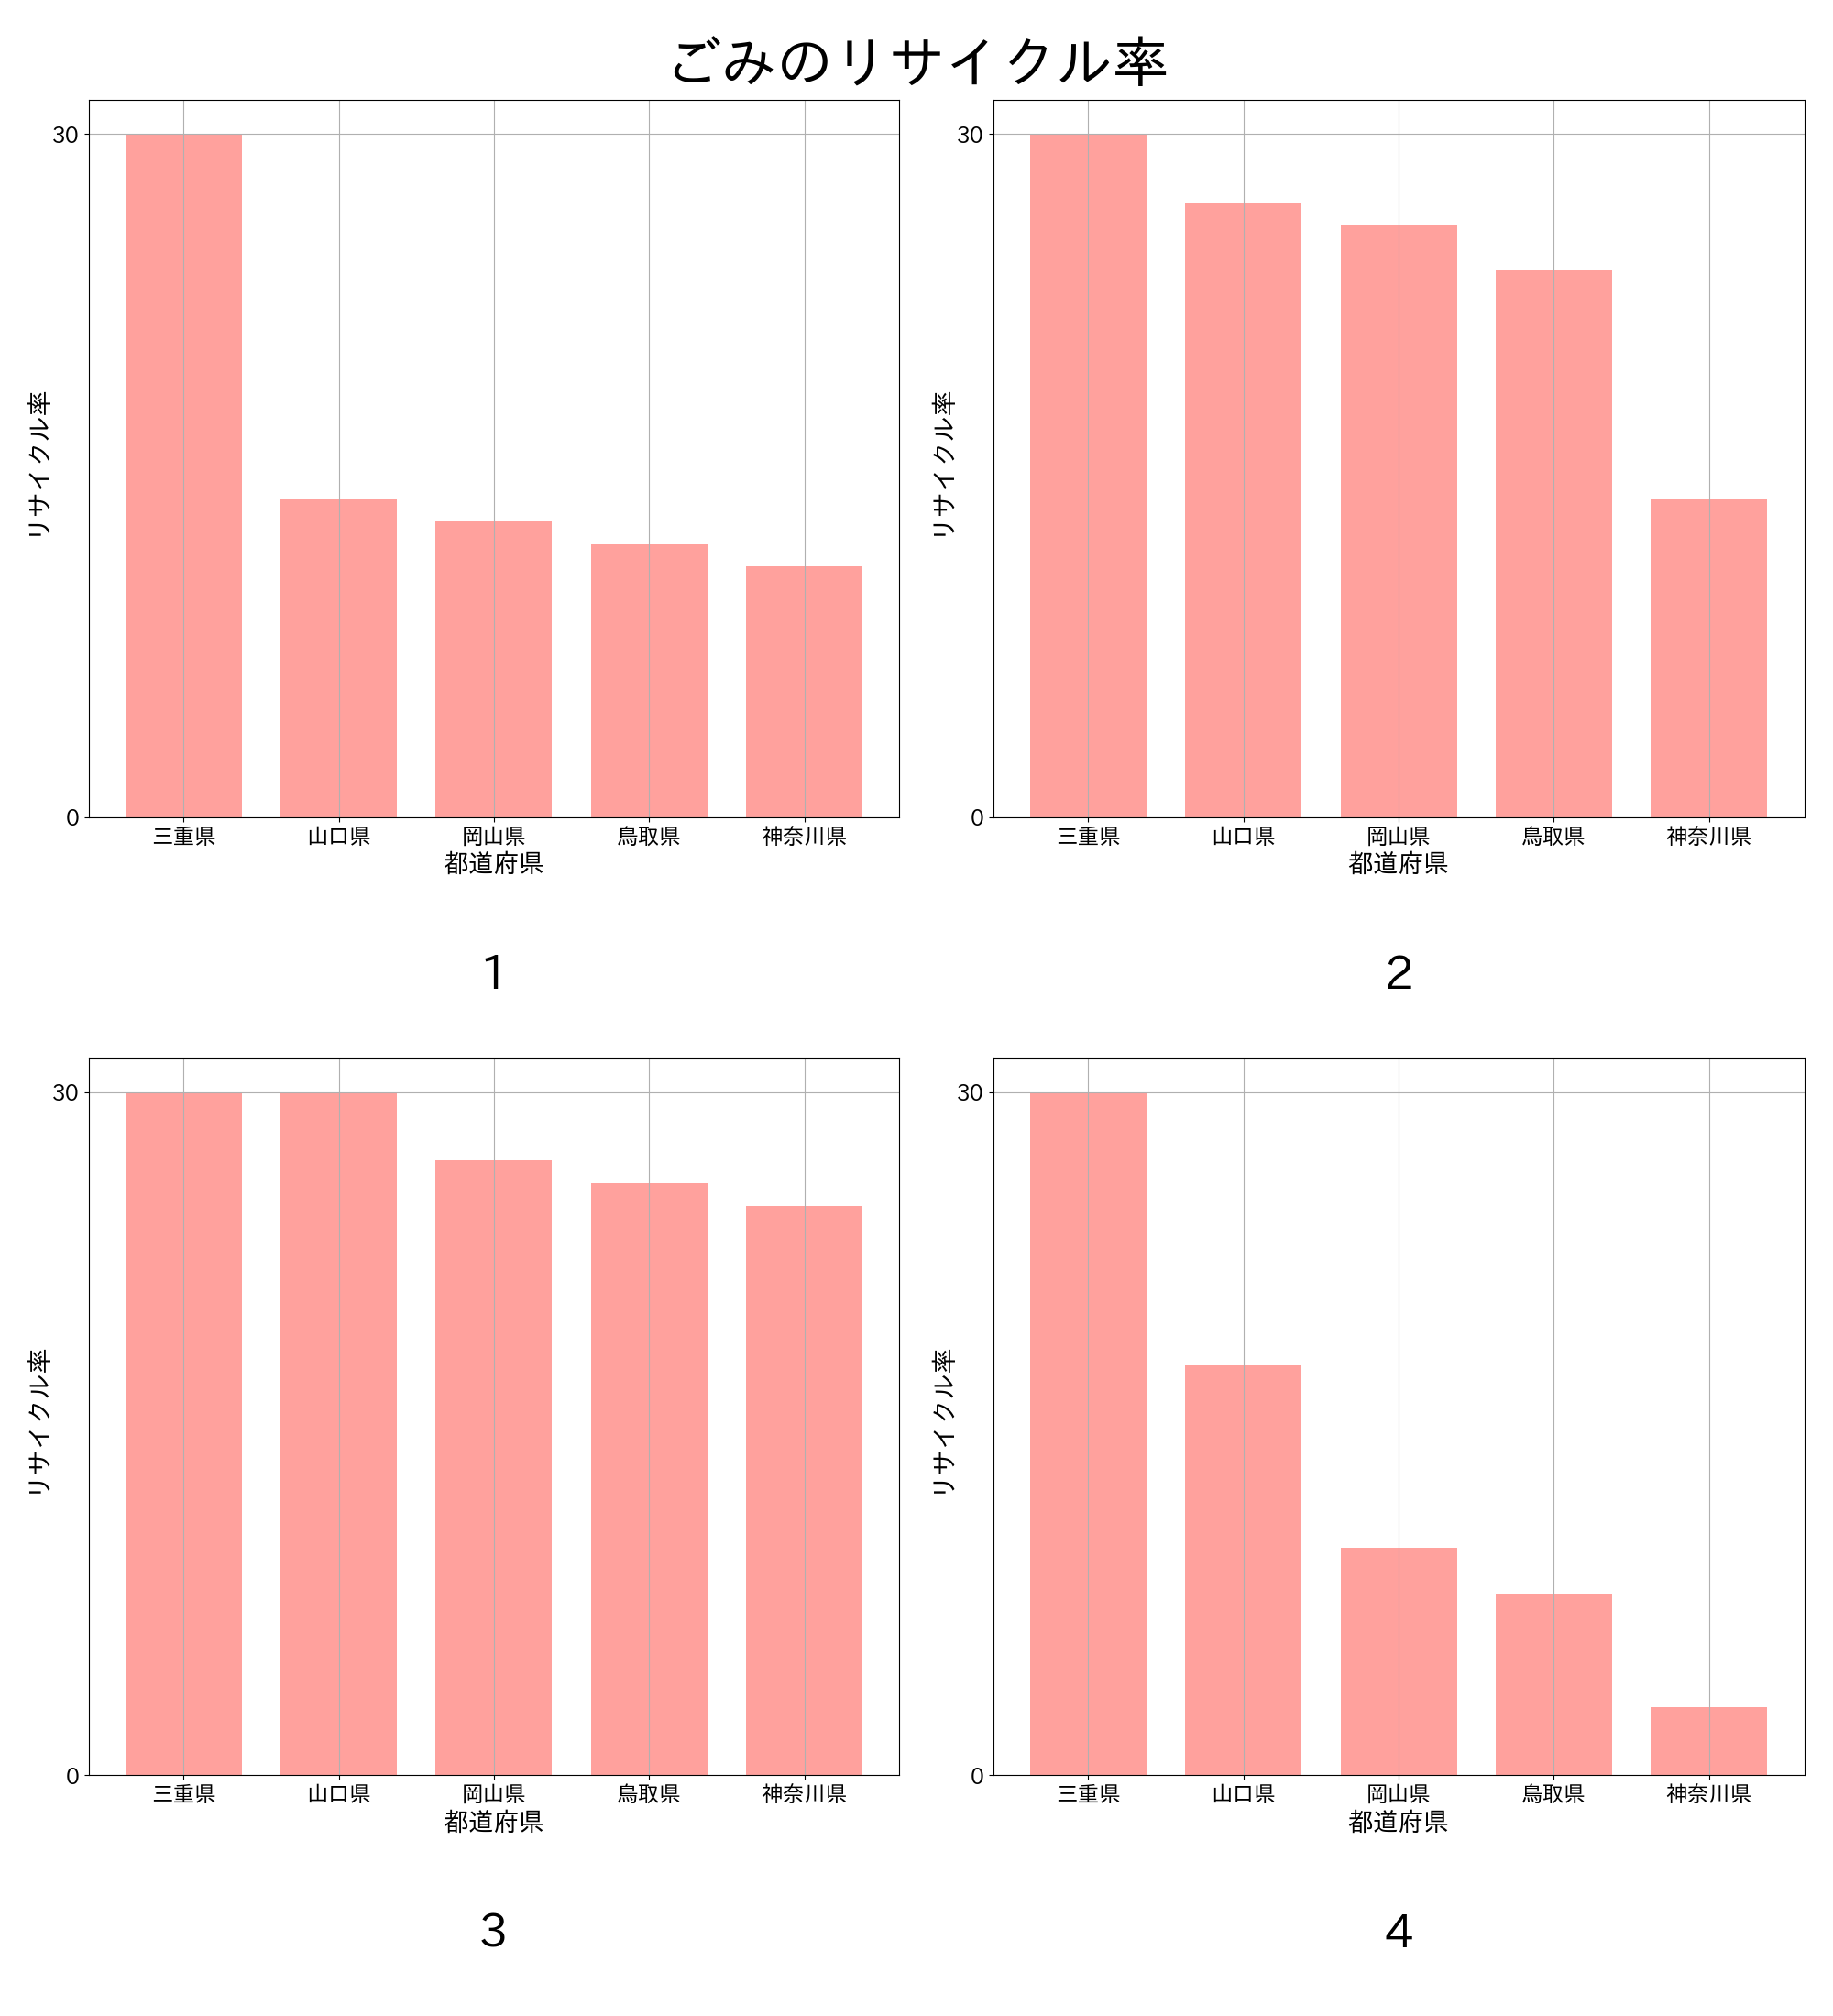 ごみのリサイクル率
30
0
リサイクル率
三重県 山口県 岡山県 鳥取県 神奈川県
都道府県
1
30
0
リサイクル率
三重県 山口県 岡山県 鳥取県 神奈川県
都道府県
2
30
0
リサイクル率
三重県 山口県 岡山県 鳥取県 神奈川県
都道府県
3
30
0
リサイクル率
三重県 山口県 岡山県 鳥取県 神奈川県
都道府県
4